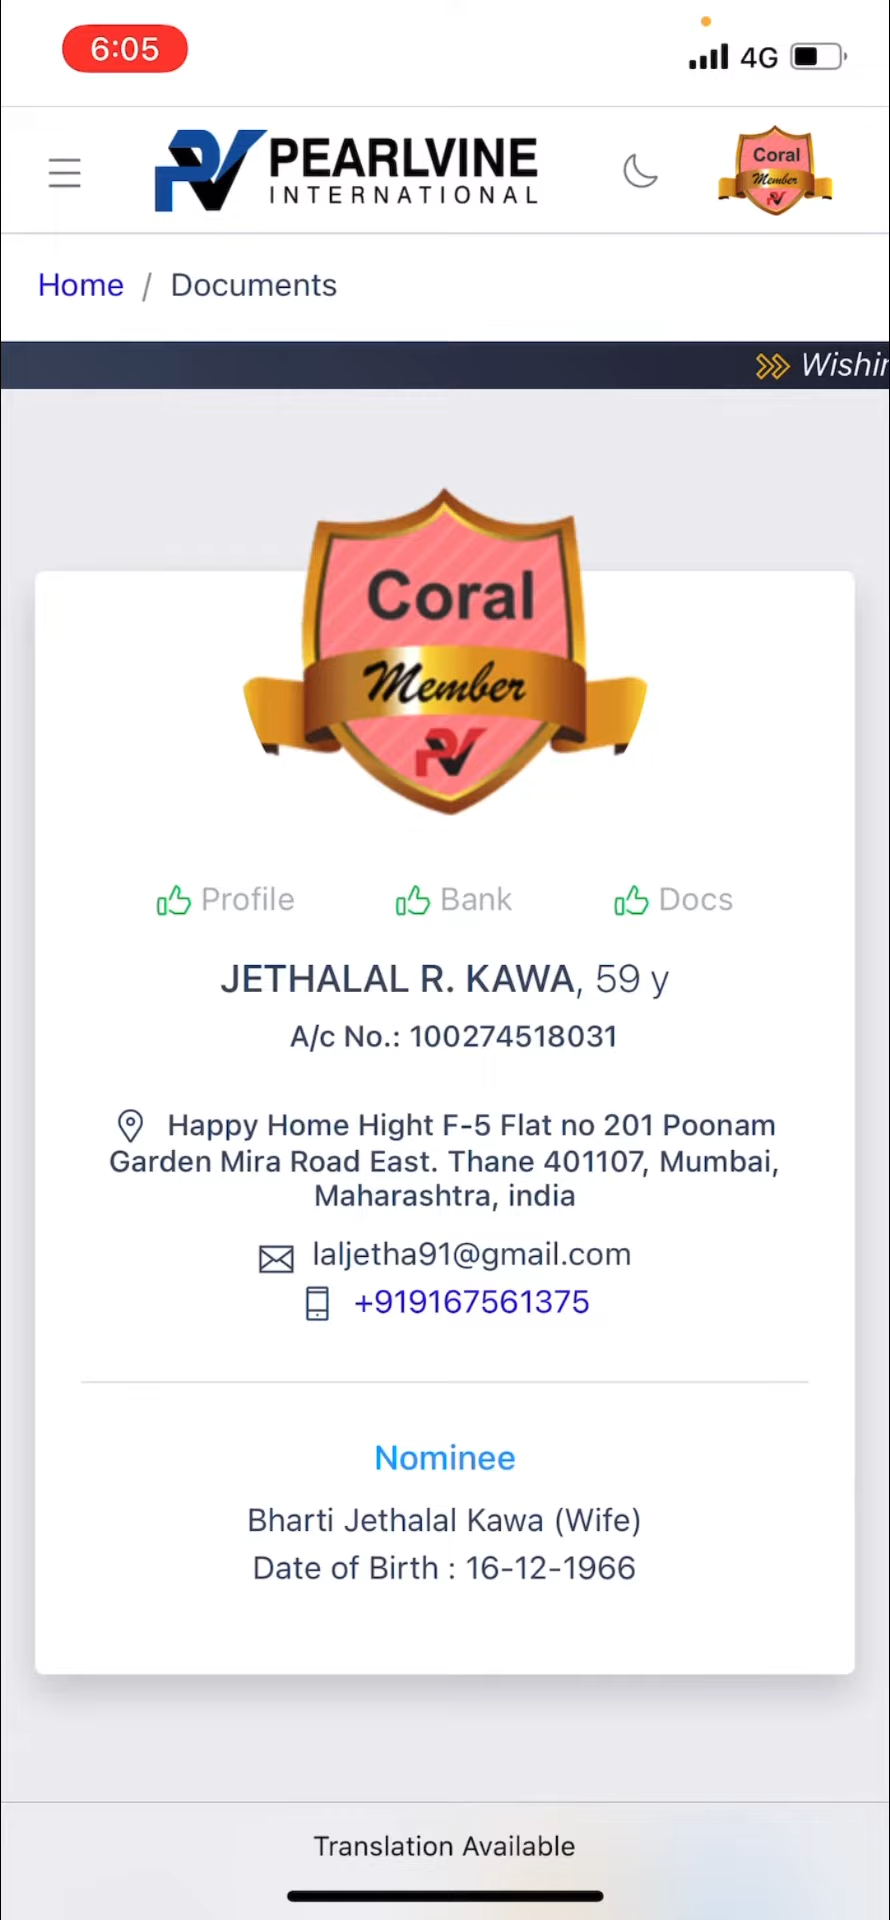 6:05
4G
PEARLVINE
INTERNATIONAL
Coral
Member
Home / Documents
Coral
Member
Profile
Bank
Docs
JETHALAL R. KAWA, 59 y
A/c No.: 100274518031
Happy Home Hight F-5 Flat no 201 Poonam
Garden Mira Road East. Thane 401107, Mumbai,
Maharashtra, india
laljetha91@gmail.com
+919167561375
Nominee
Bharti Jethalal Kawa (Wife)
Date of Birth : 16-12-1966
Translation Available